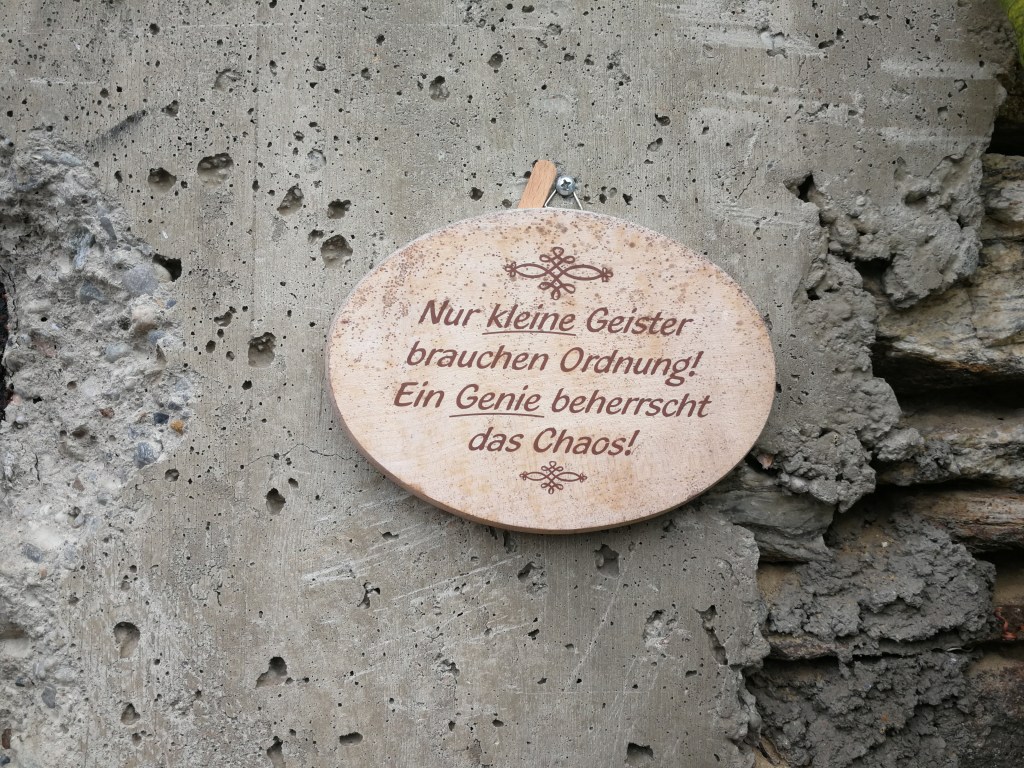 Nur kleine Geister
brauchen Ordnung!
Ein Genie beherrscht
das Chaos!